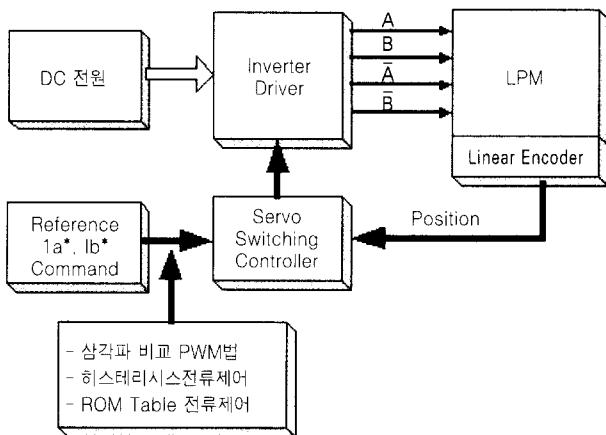 DC 전원
Inverter
Driver
A
B
A̅
B̅
LPM
Linear Encoder
Reference
1a*, Ib*
Command
Servo
Switching
Controller
Position
- 삼각파 비교 PWM법
- 히스테리시스전류제어
- ROM Table 전류제어